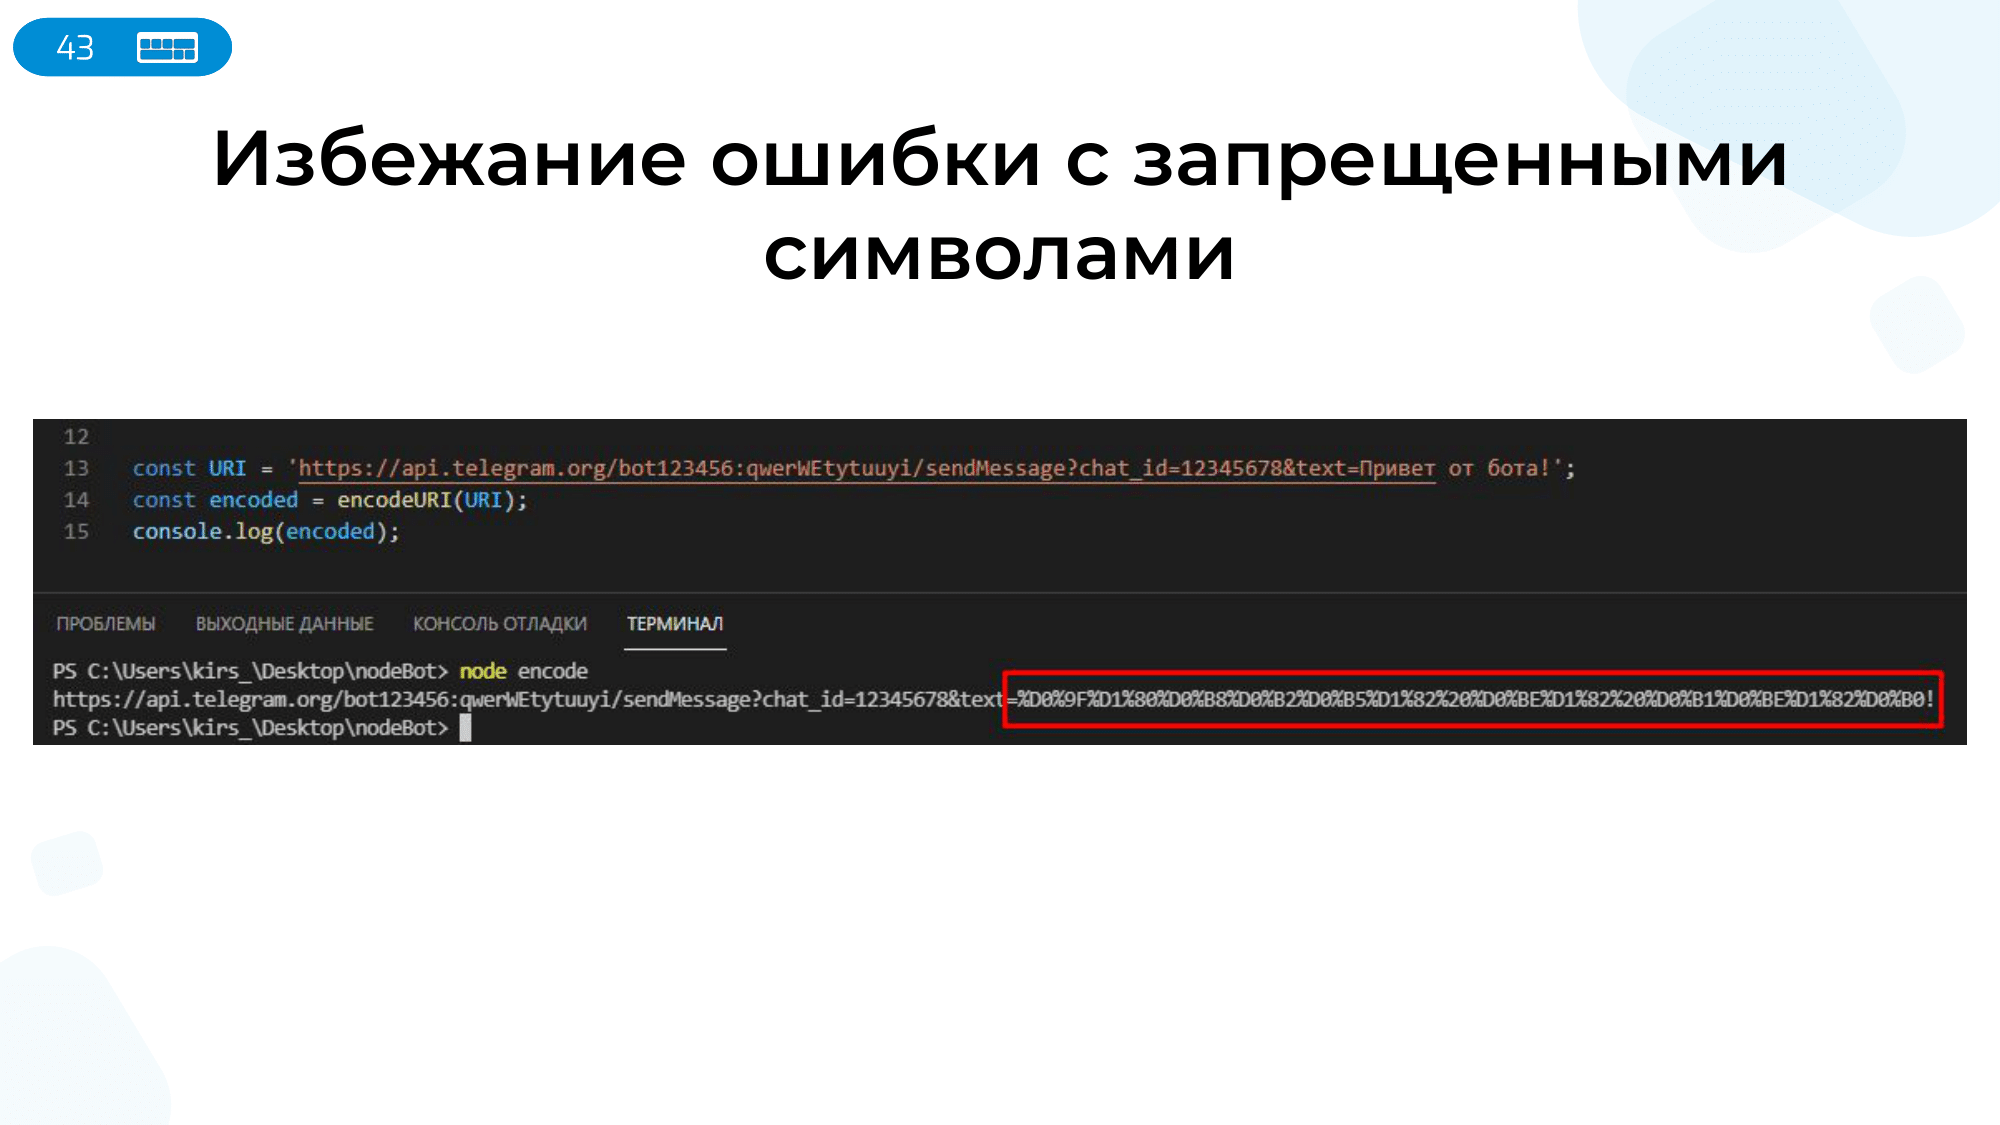 43
Избежание ошибки с запрещенными
символами
12
13 const URI = 'https://api.telegram.org/bot123456:qwerWEtytuuyi/sendMessage?chat_id=12345678&text=Привет от бота!';
14 const encoded = encodeURI(URI);
15 console.log(encoded);
ПРОБЛЕМЫ ВЫХОДНЫЕ ДАННЫЕ КОНСОЛЬ ОТЛАДКИ ТЕРМИНАЛ
PS C:\Users\kirs_\Desktop\nodeBot> node encode
https://api.telegram.org/bot123456:qwerWEtytuuyi/sendMessage?chat_id=12345678&text=%D0%9F%D1%80%D0%B8%D0%B2%D0%B5%D1%82%20%D0%BE%D1%82%20%D0%B1%D0%BE%D1%82%D0%B0!
PS C:\Users\kirs_\Desktop\nodeBot>